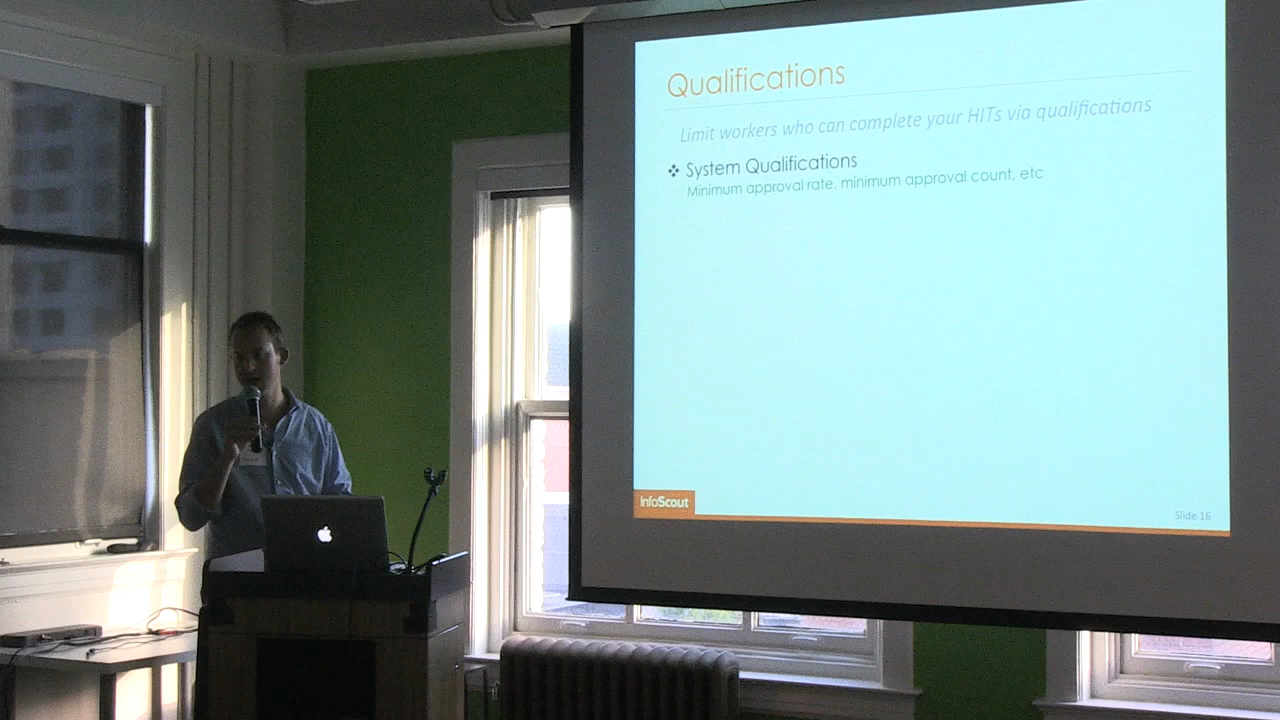 Qualifications
Limit workers who can complete your HITs via qualifications
❖ System Qualifications
Minimum approval rate, minimum approval count, etc
InfoScout
Slide 16